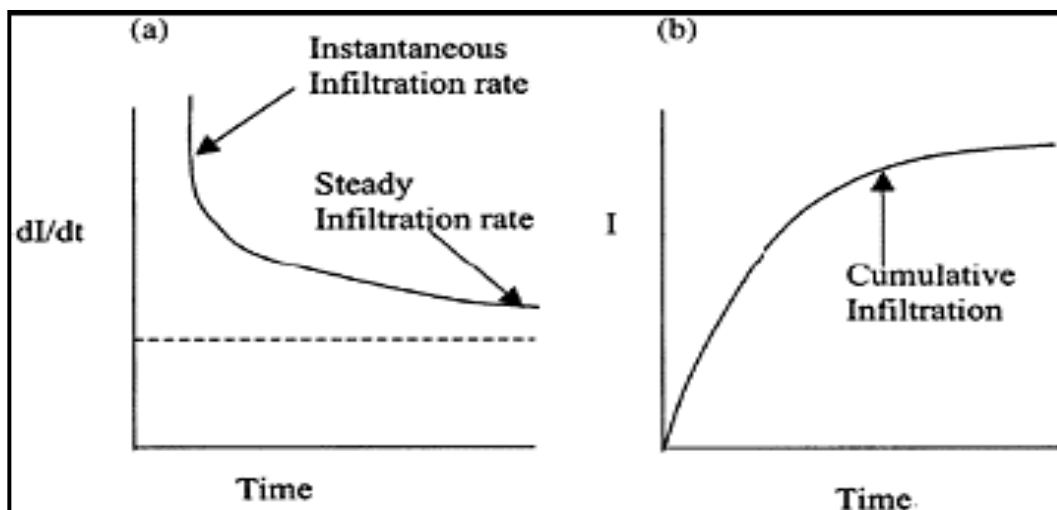 (a)
Instantaneous
Infiltration rate
Steady
Infiltration rate
dI/dt
Time
(b)
I
Cumulative
Infiltration
Time